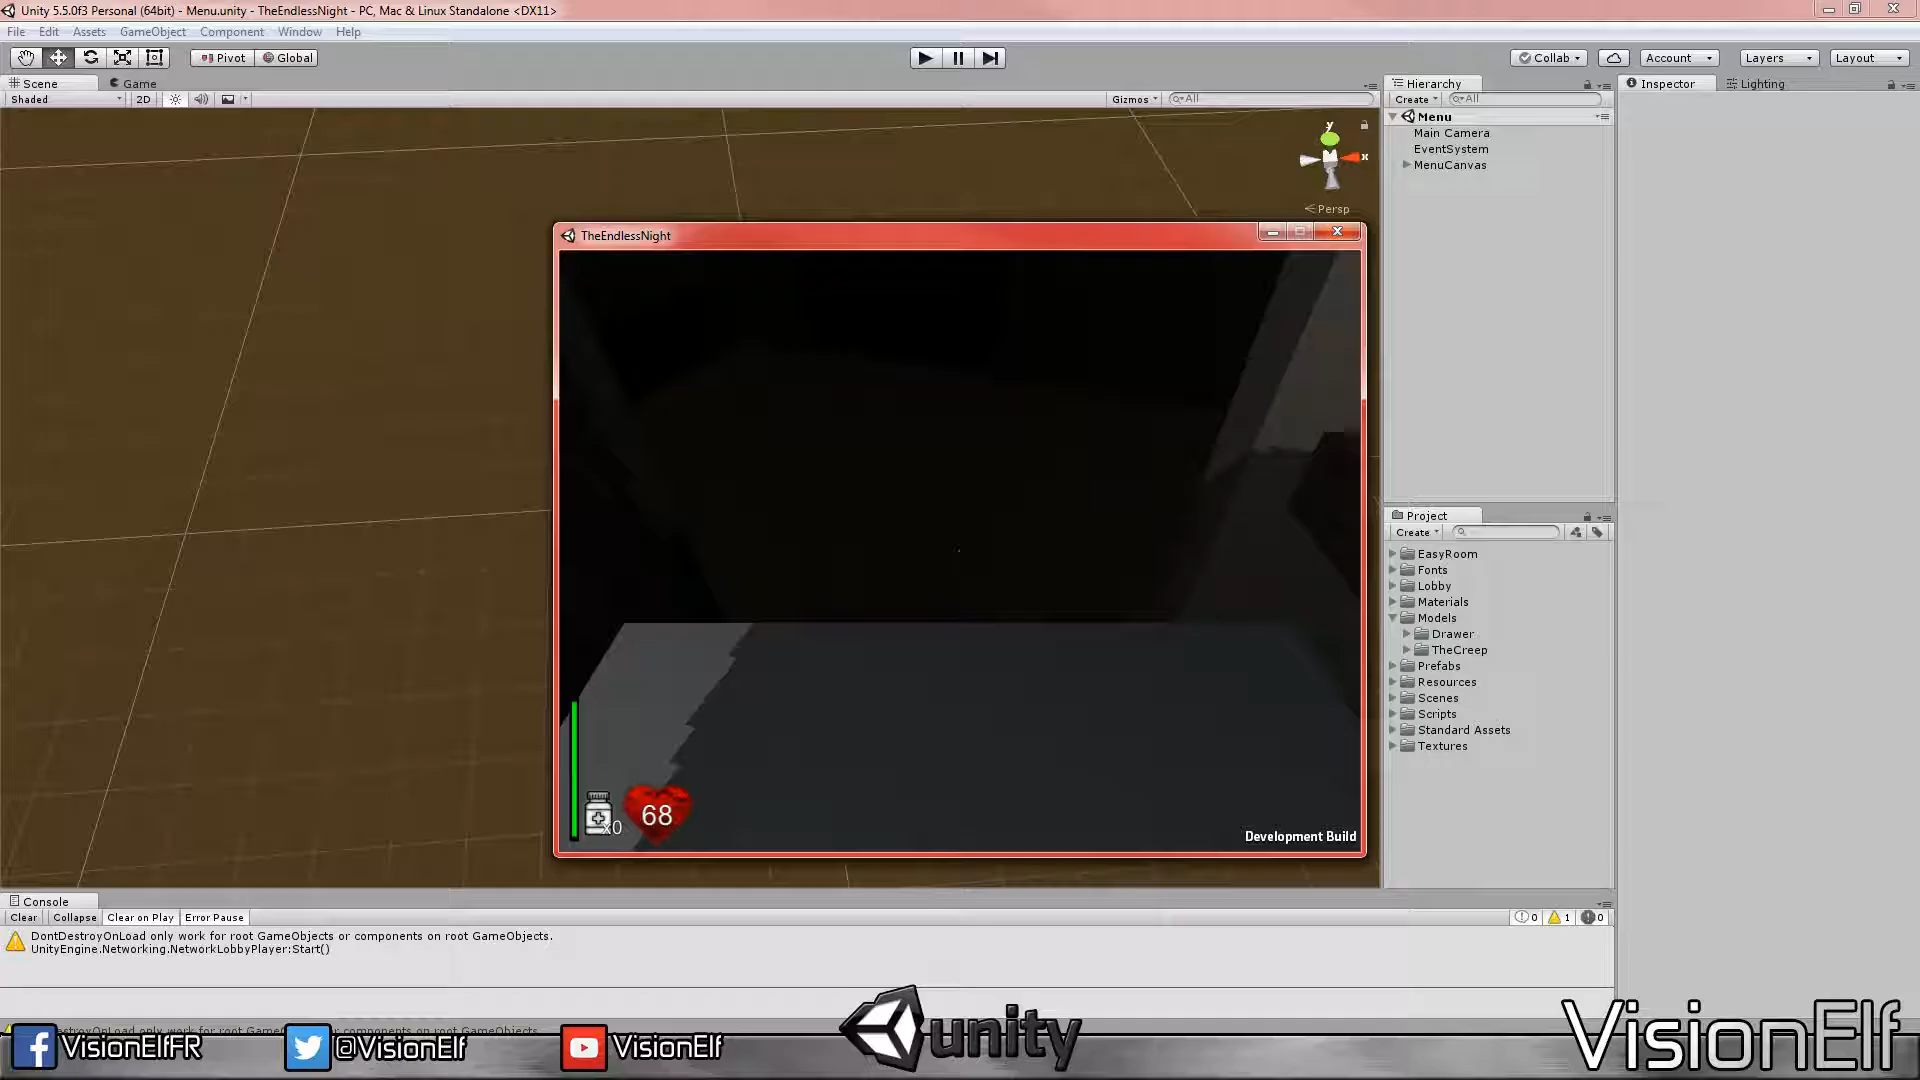 Unity 5.5.0f3 Personal (64bit) - Menu.unity - TheEndlessNight - PC, Mac & Linux Standalone <DX11>
File Edit Assets GameObject Component Window Help
Pivot Global Collab Account Layers Layout
Scene Game Hierarchy Inspector Lighting
Shaded 2D Gizmos All Create All
Menu
Main Camera
EventSystem
MenuCanvas
y
x
Persp
TheEndlessNight
Project
Create
EasyRoom
Fonts
Lobby
Materials
Models
Drawer
TheCreep
Prefabs
Resources
Scenes
Scripts
Standard Assets
Textures
68
x0
Development Build
Console
Clear Collapse Clear on Play Error Pause 0 1 0
DontDestroyOnLoad only work for root GameObjects or components on root GameObjects.
UnityEngine.Networking.NetworkLobbyPlayer:Start()
VisionElfFR @VisionElf VisionElf unity VisionElf